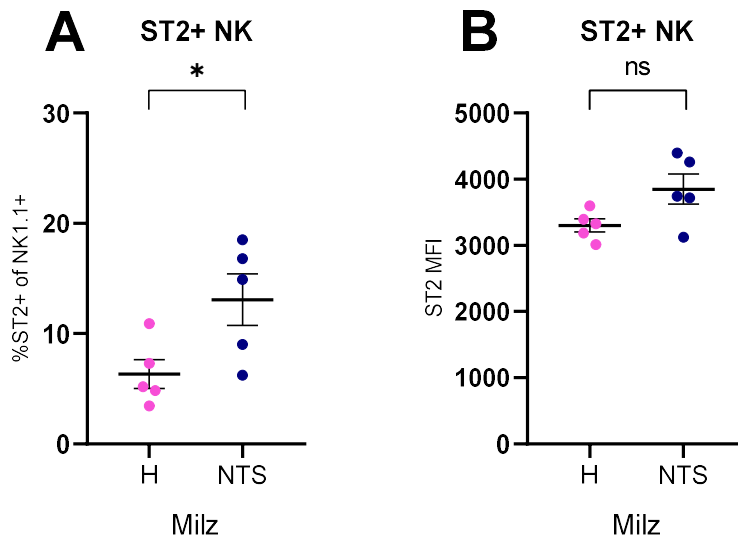 A
ST2+ NK
*
30
20
10
0
%ST2+ of NK1.1+
H
NTS
Milz
B
ST2+ NK
ns
5000
4000
3000
2000
1000
0
ST2 MFI
H
NTS
Milz